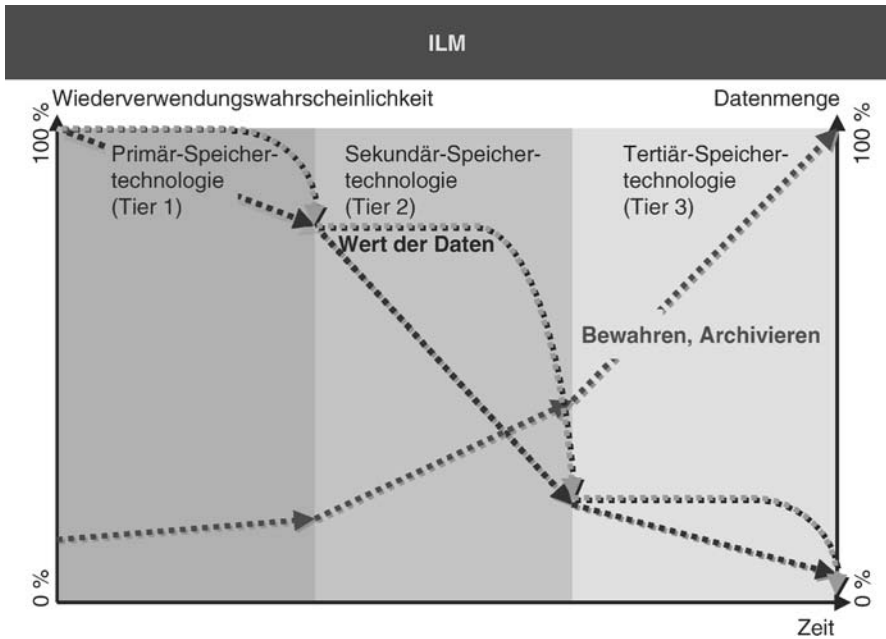 ILM
Wiederverwendungswahrscheinlichkeit
Datenmenge
100 %
100 %
Primär-Speicher-
technologie
(Tier 1)
Sekundär-Speicher-
technologie
(Tier 2)
Tertiär-Speicher-
technologie
(Tier 3)
Wert der Daten
Bewahren, Archivieren
0 %
0 %
Zeit